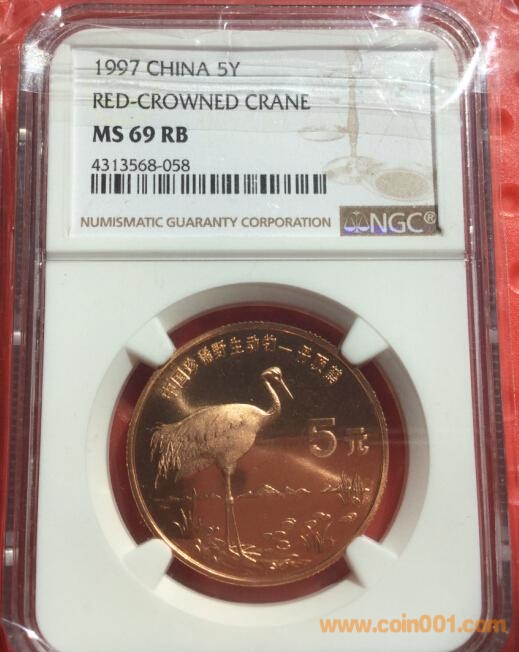 1997 CHINA 5Y
RED-CROWNED CRANE
MS 69 RB
4313568-058
NUMISMATIC GUARANTY CORPORATION NGC®
中国珍稀野生动物—丹顶鹤
5元
www.coin001.com